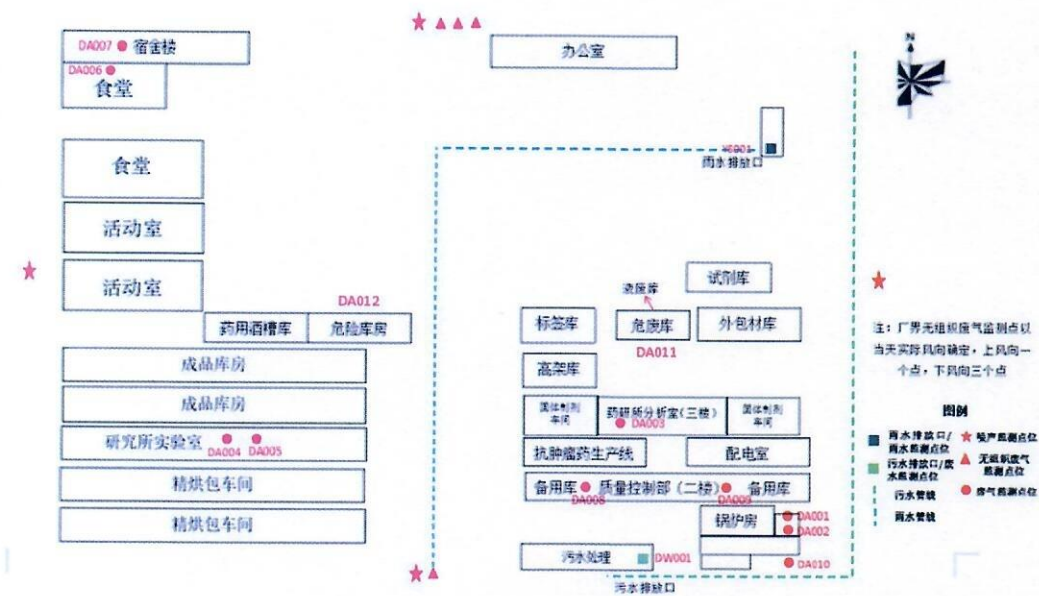 DA007 宿舍楼
办公室
DA006
食堂
N
食堂
YS001
雨水排放口
活动室
活动室
试剂库
危废库
DA012
药用酒槽库
危险库房
标签库
危废库
外包材库
DA011
注：厂界无组织废气监测点以
当天实际风向确定，上风向一
个点，下风向三个点
成品库房
高架库
成品库房
固体制剂
车间
药研所分析室(三楼)
DA003
固体制剂
车间
图例
研究所实验室
DA004
DA005
抗肿瘤药生产线
配电室
雨水排放口/
雨水监测点位
噪声监测点位
污水排放口/废
水监测点位
无组织废气
监测点位
精烘包车间
备用库
质量控制部（二楼）
备用库
DA008
DA009
污水管线
废气监测点位
雨水管线
精烘包车间
锅炉房
DA001
DA002
污水处理
DW001
DA010
污水排放口